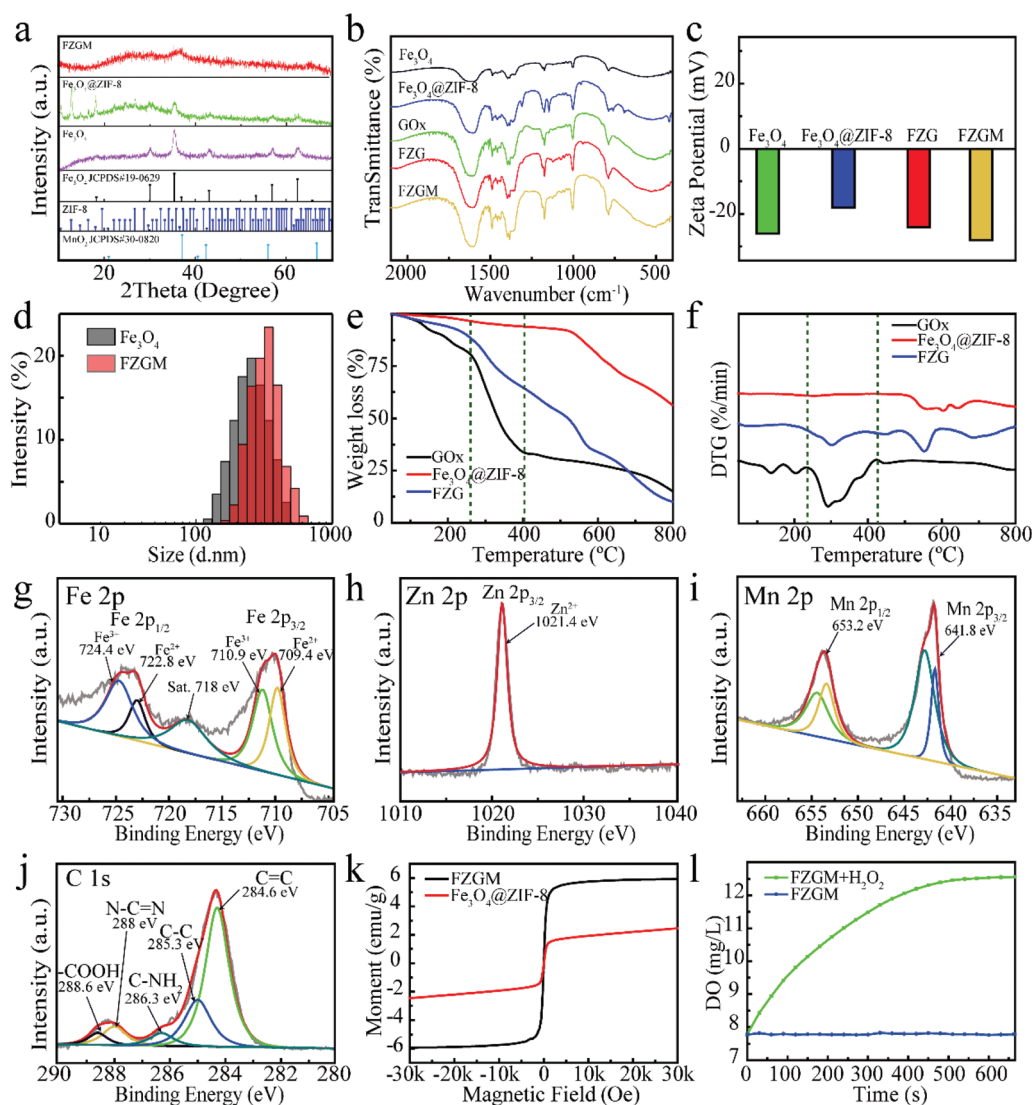 a
FZGM
Fe₃O₄@ZIF-8
Fe₃O₄
Fe₃O₂ JCPDS#19-0629
ZIF-8
MnO₂ JCPDS#30-0820
Intensity (a.u.)
10 20 40 60
2Theta (Degree)
b
Fe₃O₄
Fe₃O₄@ZIF-8
GOx
FZG
FZGM
TranSmittance (%)
2000 1500 1000 500
Wavenumber (cm⁻¹)
c
40
20
0
-20
Zeta Potential (mV)
Fe₃O₄ Fe₃O₄@ZIF-8 FZG FZGM
d
Fe₃O₄
FZGM
20
10
0
Intensity (%)
10 100 1000
Size (d.nm)
e
75
50
25
0
Weight loss (%)
GOx
Fe₃O₄@ZIF-8
FZG
200 400 600 800
Temperature (ºC)
f
GOx
Fe₃O₄@ZIF-8
FZG
DTG (%/min)
200 400 600 800
Temperature (ºC)
g
Fe 2p
Fe 2p₁/₂
Fe 2p₃/₂
Fe³⁻
724.4 eV
Fe²⁺
722.8 eV
Sat. 718 eV
Fe³⁺
710.9 eV
Fe²⁺
709.4 eV
Intensity (a.u.)
730 725 720 715 710 705
Binding Energy (eV)
h
Zn 2p
Zn 2p₃/₂
Zn²⁺
1021.4 eV
Intensity (a.u.)
1010 1020 1030 1040
Binding Energy (eV)
i
Mn 2p
Mn 2p₁/₂
653.2 eV
Mn 2p₃/₂
641.8 eV
Intensity (a.u.)
660 650 640
Binding Energy (eV)
j
C 1s
C=C
284.6 eV
N-C=N
288 eV
C-C
285.3 eV
-COOH
288.6 eV
C-NH₂
286.3 eV
Intensity (a.u.)
290 288 286 284 282 280
Binding Energy (eV)
k
FZGM
Fe₃O₄@ZIF-8
6
4
2
0
-2
-4
-6
Moment (emu/g)
-30k -20k -10k 0 10k 20k 30k
Magnetic Field (Oe)
l
FZGM+H₂O₂
FZGM
12
11
10
9
8
7
DO (mg/L)
0 100 200 300 400 500 600
Time (s)